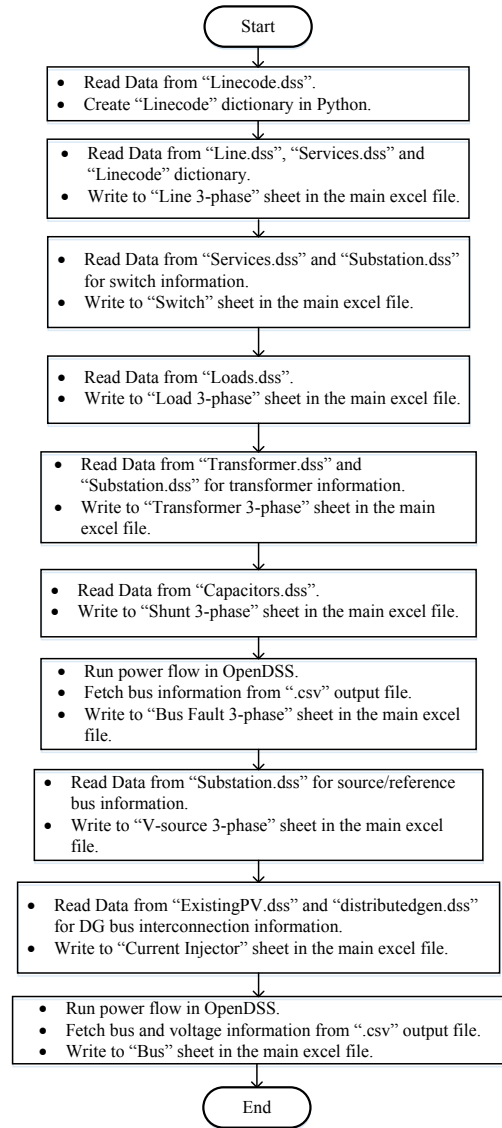 Start
• Read Data from “Linecode.dss”.
• Create “Linecode” dictionary in Python.
• Read Data from “Line.dss”, “Services.dss” and
“Linecode” dictionary.
• Write to “Line 3-phase” sheet in the main excel file.
• Read Data from “Services.dss” and “Substation.dss”
for switch information.
• Write to “Switch” sheet in the main excel file.
• Read Data from “Loads.dss”.
• Write to “Load 3-phase” sheet in the main excel file.
• Read Data from “Transformer.dss” and
“Substation.dss” for transformer information.
• Write to “Transformer 3-phase” sheet in the main
excel file.
• Read Data from “Capacitors.dss”.
• Write to “Shunt 3-phase” sheet in the main excel file.
• Run power flow in OpenDSS.
• Fetch bus information from “.csv” output file.
• Write to “Bus Fault 3-phase” sheet in the main excel
file.
• Read Data from “Substation.dss” for source/reference
bus information.
• Write to “V-source 3-phase” sheet in the main excel
file.
• Read Data from “ExistingPV.dss” and “distributedgen.dss”
for DG bus interconnection information.
• Write to “Current Injector” sheet in the main excel file.
• Run power flow in OpenDSS.
• Fetch bus and voltage information from “.csv” output file.
• Write to “Bus” sheet in the main excel file.
End